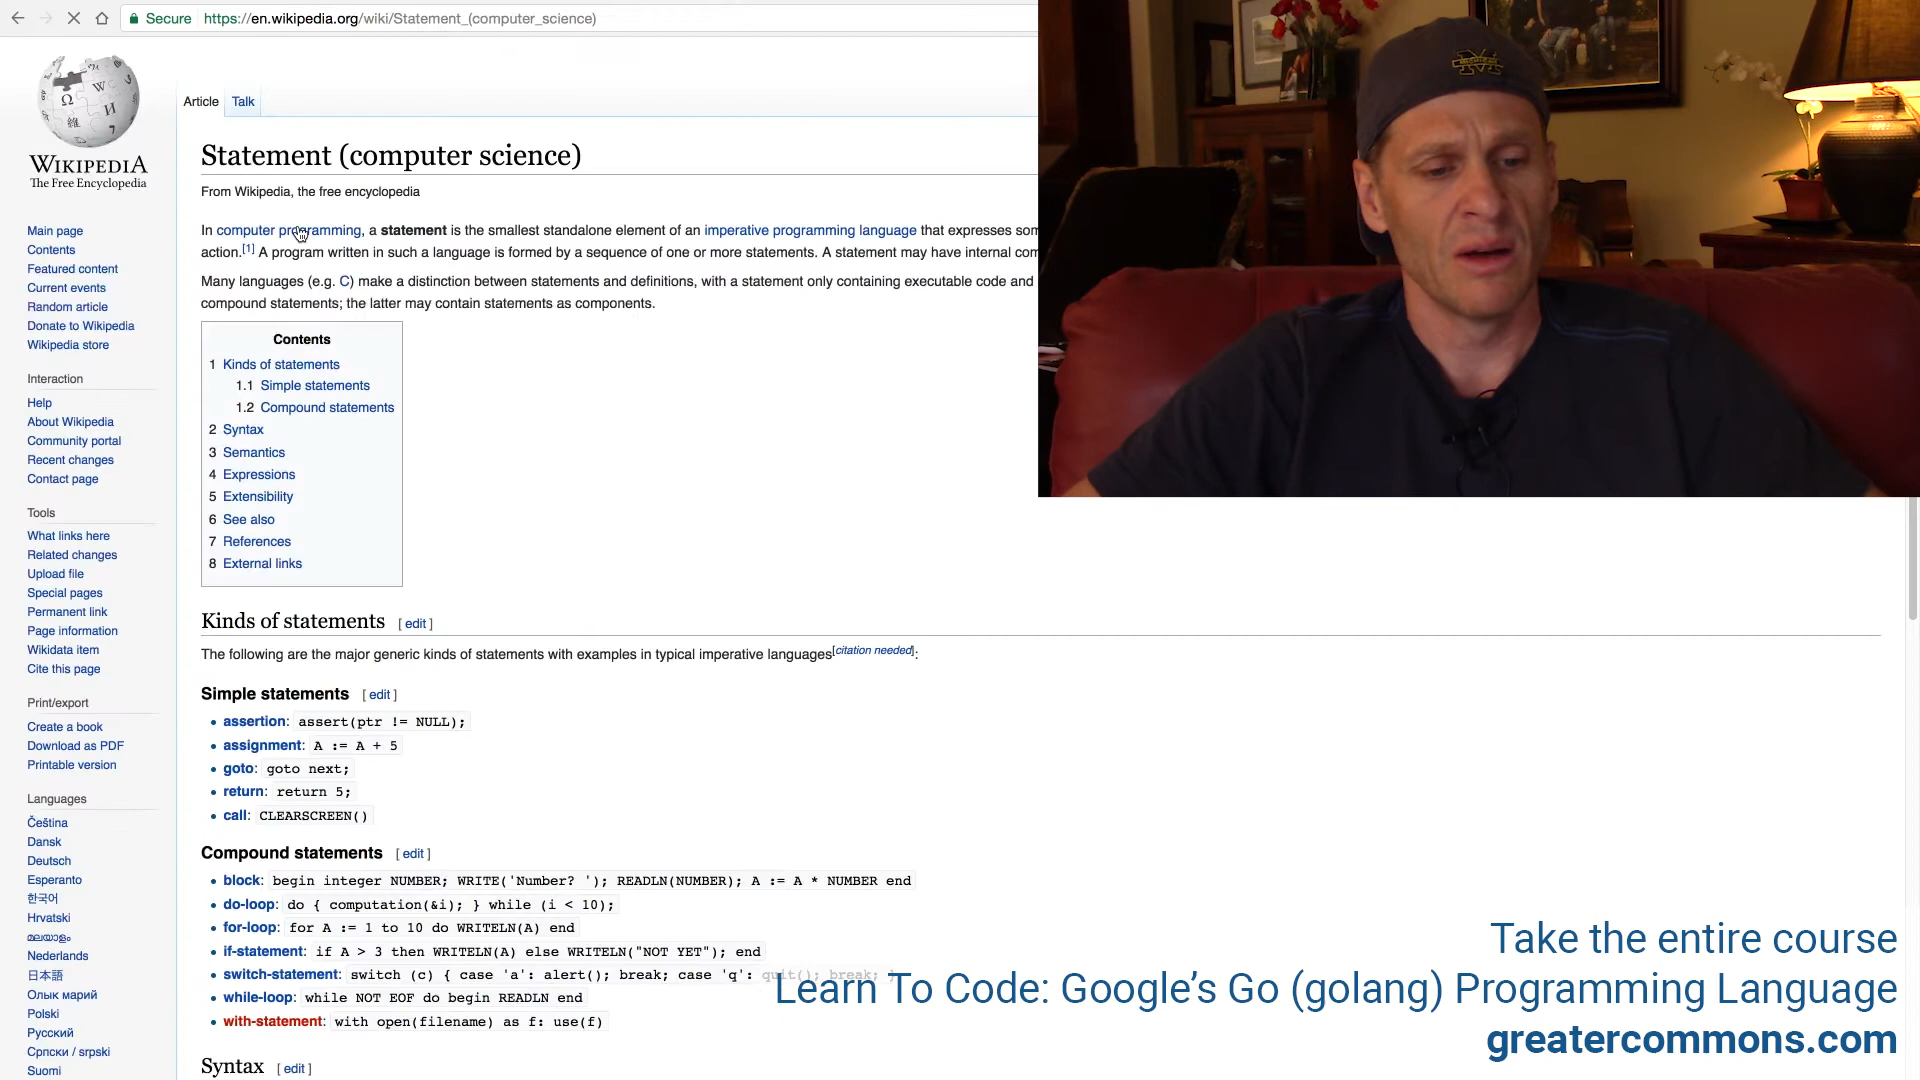 Secure https://en.wikipedia.org/wiki/Statement_(computer_science)
WIKIPEDIA
The Free Encyclopedia
Main page
Contents
Featured content
Current events
Random article
Donate to Wikipedia
Wikipedia store
Interaction
Help
About Wikipedia
Community portal
Recent changes
Contact page
Tools
What links here
Related changes
Upload file
Special pages
Permanent link
Page information
Wikidata item
Cite this page
Print/export
Create a book
Download as PDF
Printable version
Languages
Čeština
Dansk
Deutsch
Esperanto
한국어
Hrvatski
മലയാളം
Nederlands
日本語
Олык марий
Polski
Русский
Српски / srpski
Suomi
Article Talk
Statement (computer science)
From Wikipedia, the free encyclopedia
In computer programming, a statement is the smallest standalone element of an imperative programming language that expresses
action.[1] A program written in such a language is formed by a sequence of one or more statements. A statement may have internal
Many languages (e.g. C) make a distinction between statements and definitions, with a statement only containing executable code and
compound statements; the latter may contain statements as components.
Contents
1 Kinds of statements
1.1 Simple statements
1.2 Compound statements
2 Syntax
3 Semantics
4 Expressions
5 Extensibility
6 See also
7 References
8 External links
Kinds of statements [ edit ]
The following are the major generic kinds of statements with examples in typical imperative languages[citation needed]:
Simple statements [ edit ]
• assertion: assert(ptr != NULL);
• assignment: A := A + 5
• goto: goto next;
• return: return 5;
• call: CLEARSCREEN()
Compound statements [ edit ]
• block: begin integer NUMBER; WRITE('Number? '); READLN(NUMBER); A := A * NUMBER end
• do-loop: do { computation(&i); } while (i < 10);
• for-loop: for A := 1 to 10 do WRITELN(A) end
• if-statement: if A > 3 then WRITELN(A) else WRITELN("NOT YET"); end
• switch-statement: switch (c) { case 'a': alert(); break; case 'q': quit(); break; }
• while-loop: while NOT EOF do begin READLN end
• with-statement: with open(filename) as f: use(f)
Syntax [ edit ]
Take the entire course
Learn To Code: Google's Go (golang) Programming Language
greatercommons.com